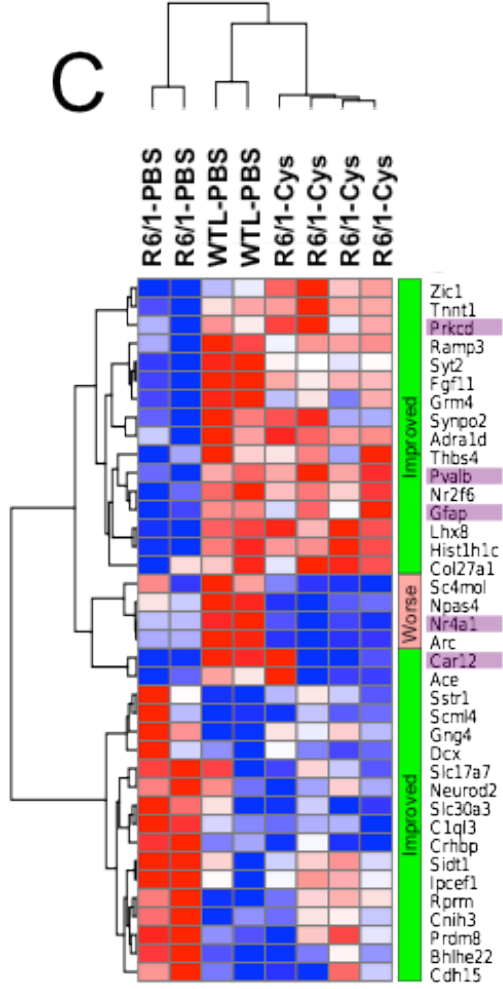 C
R6/1-PBS
R6/1-PBS
WTL-PBS
WTL-PBS
R6/1-Cys
R6/1-Cys
R6/1-Cys
R6/1-Cys
Improved
Worse
Improved
Zic1
Tnnt1
Prkcd
Ramp3
Syt2
Fgf11
Grm4
Synpo2
Adra1d
Thbs4
Pvalb
Nr2f6
Gfap
Lhx8
Hist1h1c
Col27a1
Sc4mol
Npas4
Nr4a1
Arc
Car12
Ace
Sstr1
Scml4
Gng4
Dcx
Slc17a7
Neurod2
Slc30a3
C1ql3
Crhbp
Sidt1
Ipcef1
Rprm
Cnih3
Prdm8
Bhlhe22
Cdh15